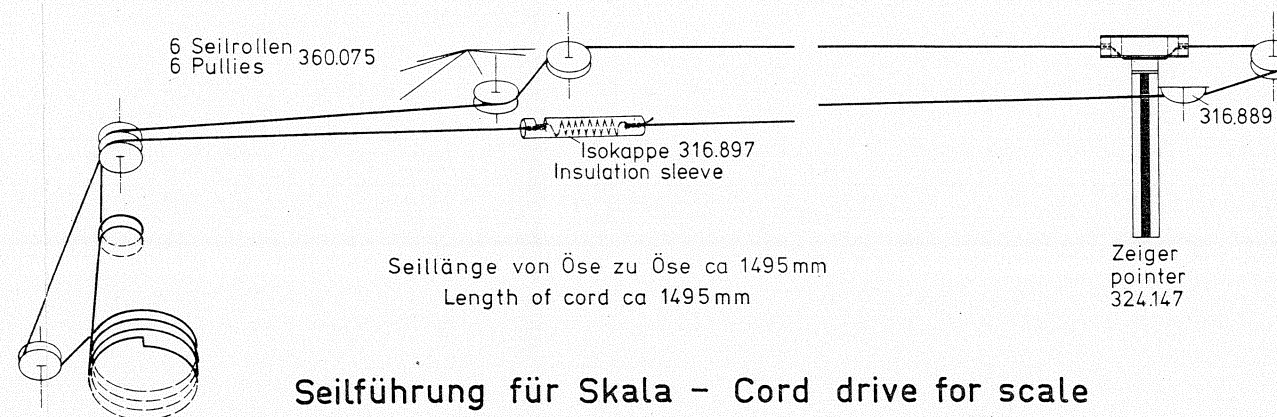 6 Seilrollen 360.075
6 Pullies
316.889
Isokappe 316.897
Insulation sleeve
Zeiger
pointer
324.147
Seillänge von Öse zu Öse ca 1495mm
Length of cord ca 1495mm
Seilführung für Skala - Cord drive for scale